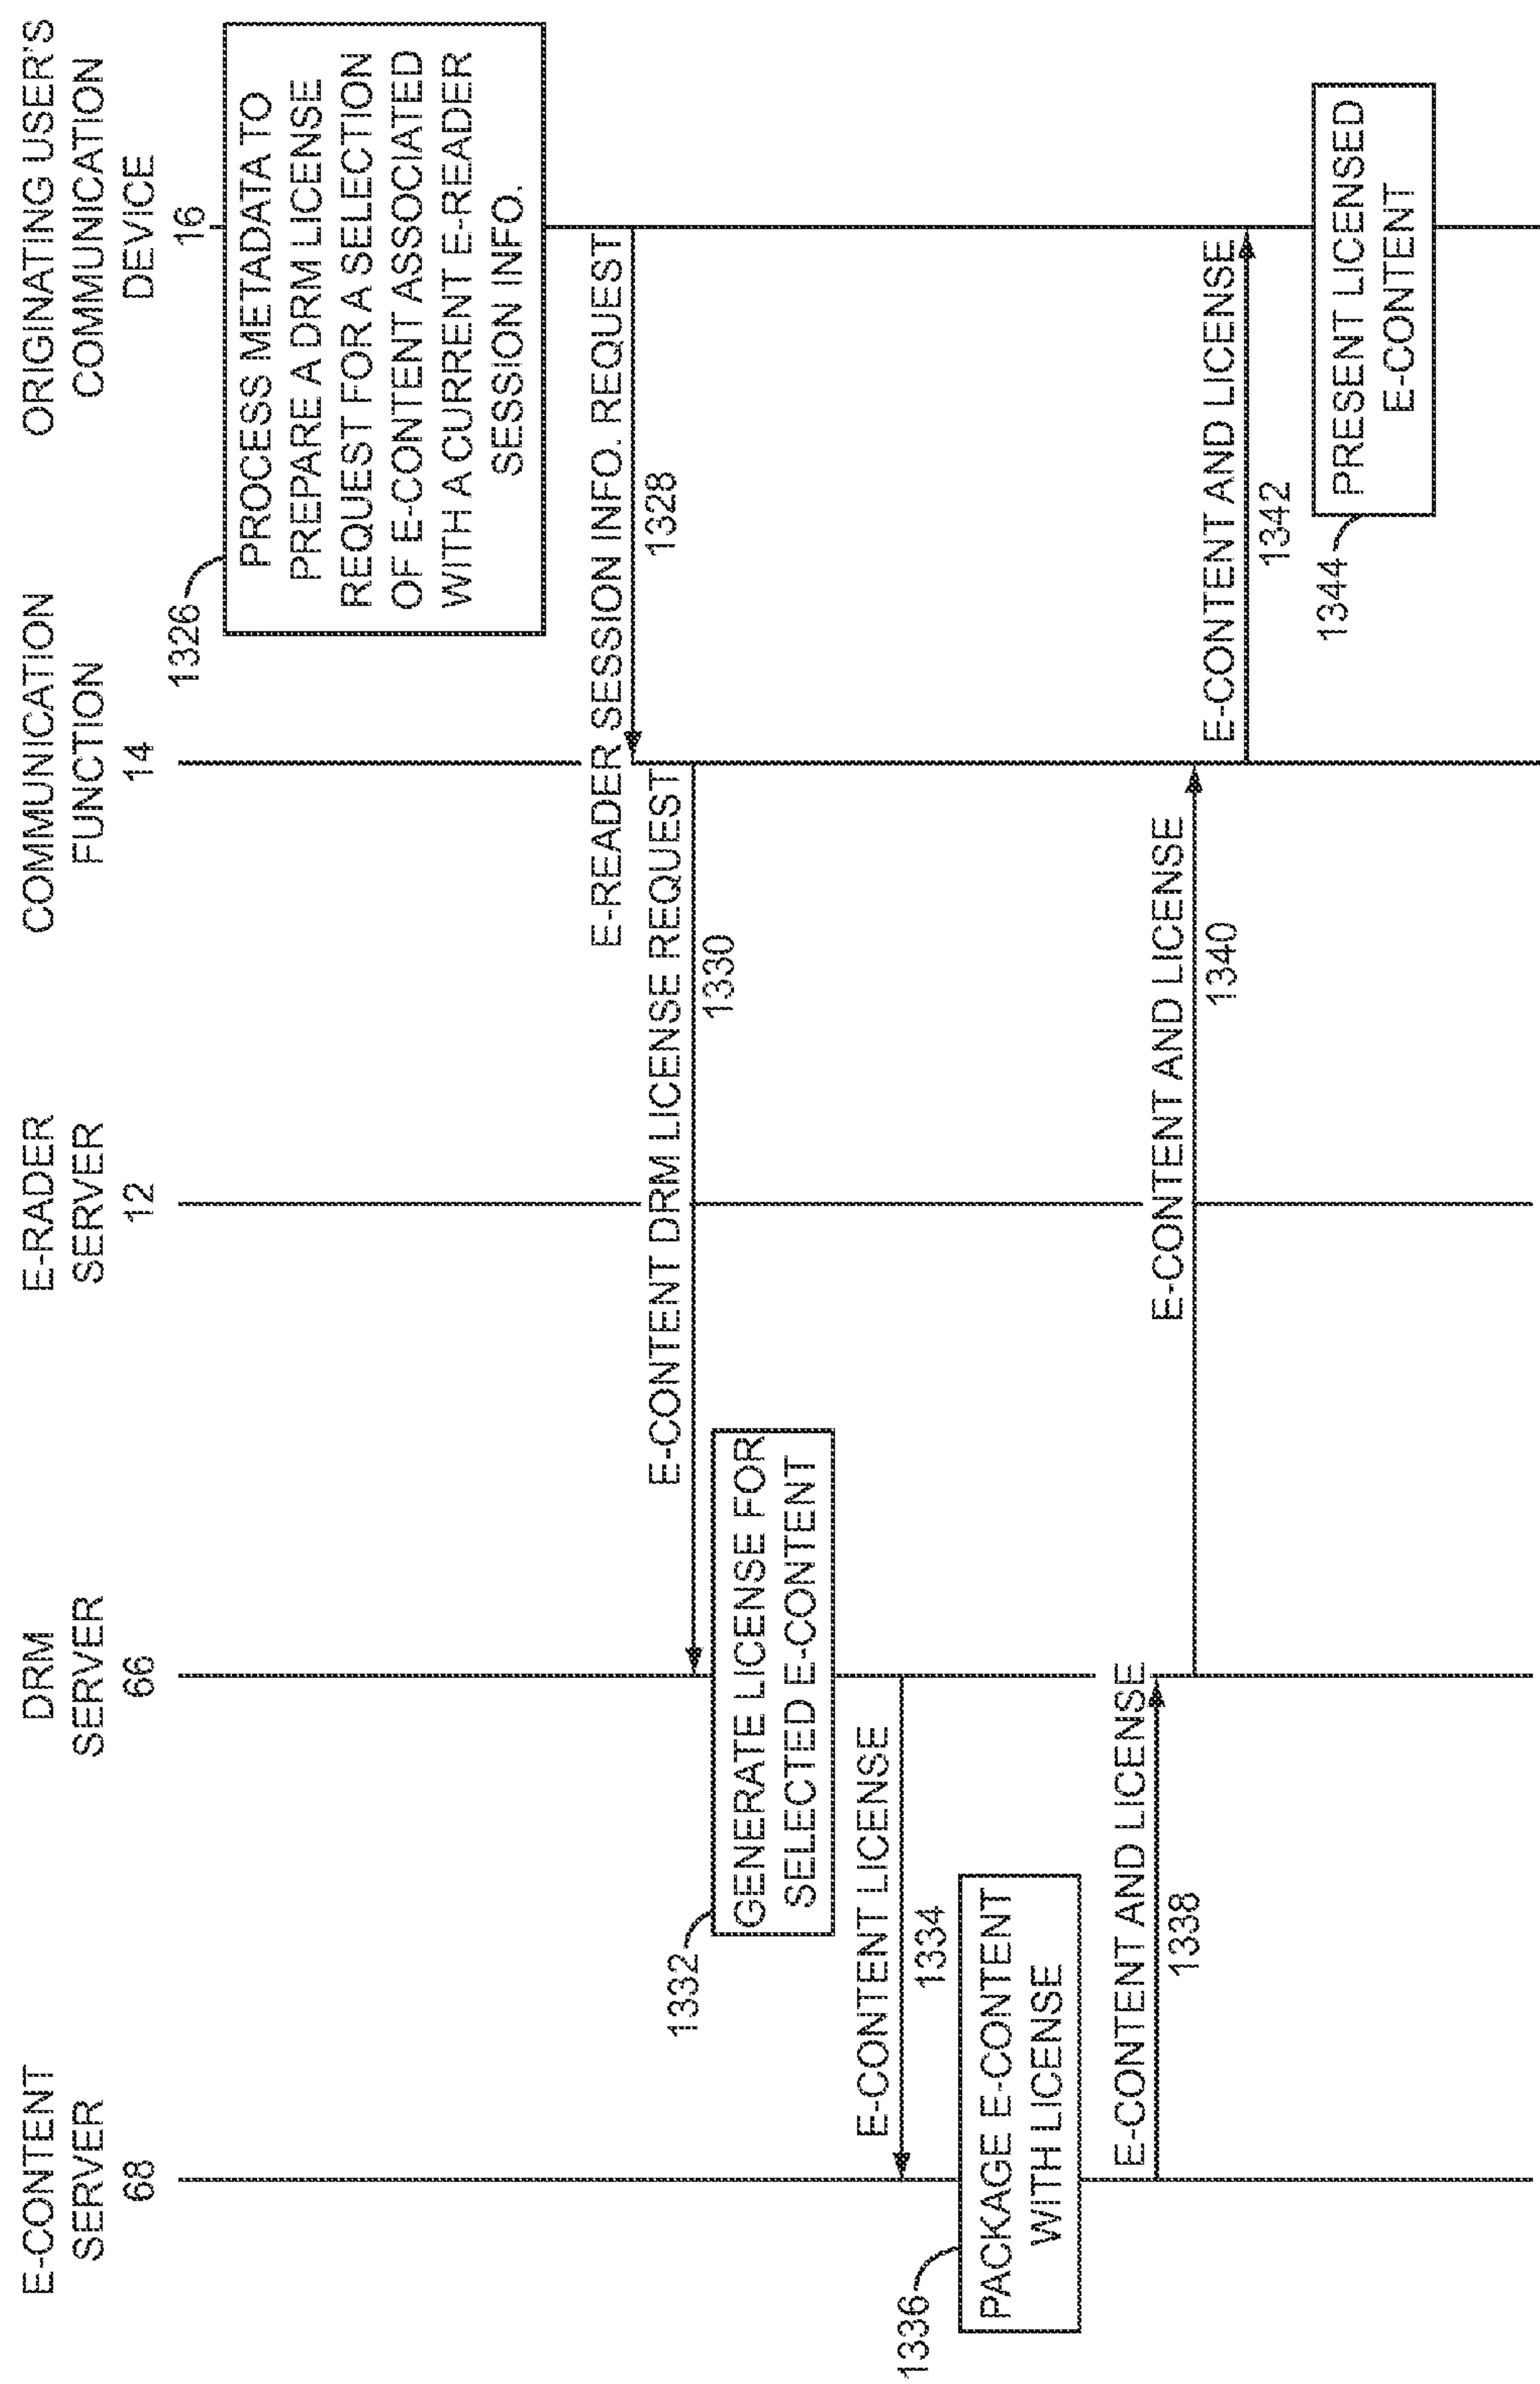 E-CONTENT
SERVER
68
DRM
SERVER
66
E-RADER
SERVER
12
COMMUNICATION
FUNCTION
14
ORIGINATING USER'S
COMMUNICATION
DEVICE
16
1326
PROCESS METADATA TO
PREPARE A DRM LICENSE
REQUEST FOR A SELECTION
OF E-CONTENT ASSOCIATED
WITH A CURRENT E-READER
SESSION INFO.
E-READER SESSION INFO. REQUEST
1328
E-CONTENT DRM LICENSE REQUEST
1330
1332
GENERATE LICENSE FOR
SELECTED E-CONTENT
E-CONTENT LICENSE
1334
1336
PACKAGE E-CONTENT
WITH LICENSE
E-CONTENT AND LICENSE
1338
E-CONTENT AND LICENSE
1340
E-CONTENT AND LICENSE
1342
1344
PRESENT LICENSED
E-CONTENT